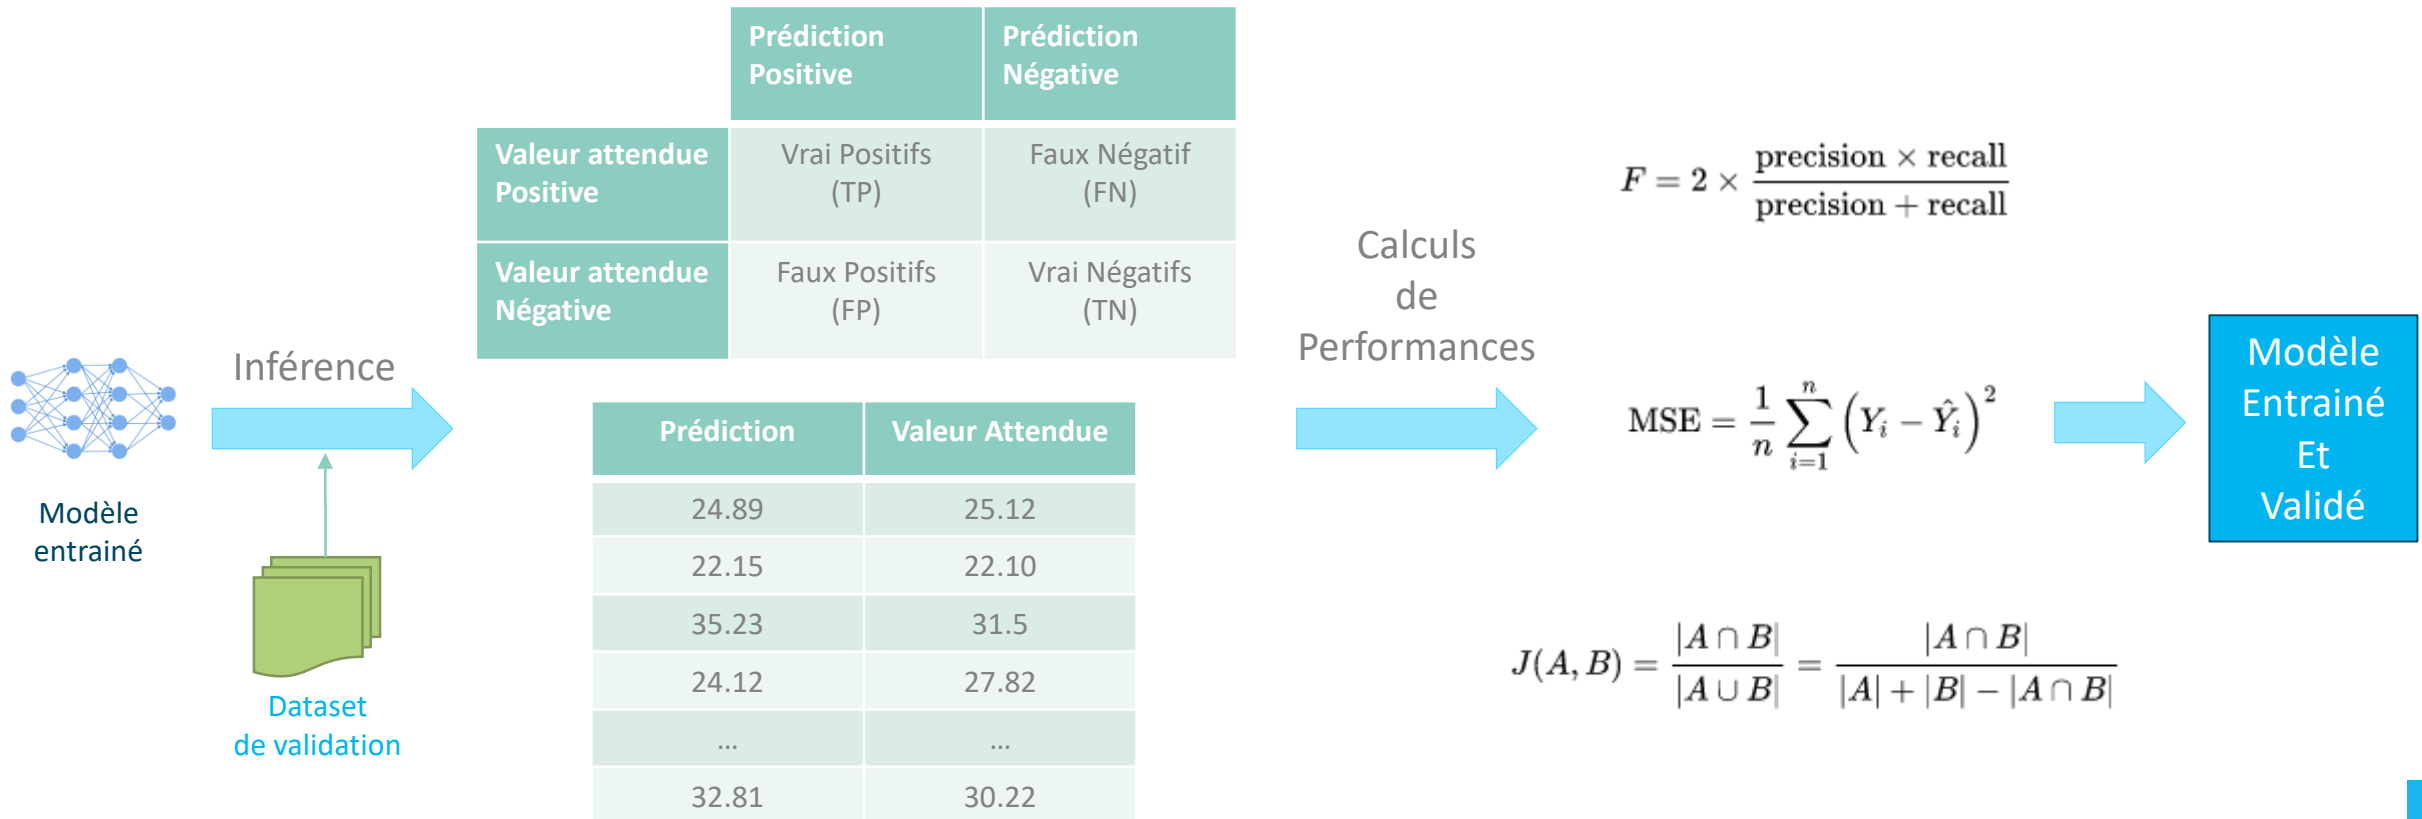 Modèle
entrainé
Inférence
Dataset
de validation
Prédiction
Positive
Prédiction
Négative
Valeur attendue
Positive
Vrai Positifs
(TP)
Faux Négatif
(FN)
Valeur attendue
Négative
Faux Positifs
(FP)
Vrai Négatifs
(TN)
Prédiction Valeur Attendue
24.89 25.12
22.15 22.10
35.23 31.5
24.12 27.82
... ...
32.81 30.22
Calculs
de
Performances
F = 2 × (precision × recall) / (precision + recall)
MSE = 1/n ∑_{i=1}^{n} (Y_i − Ŷ_i)^2
J(A, B) = |A ∩ B| / |A ∪ B| = |A ∩ B| / (|A| + |B| − |A ∩ B|)
Modèle
Entrainé
Et
Validé